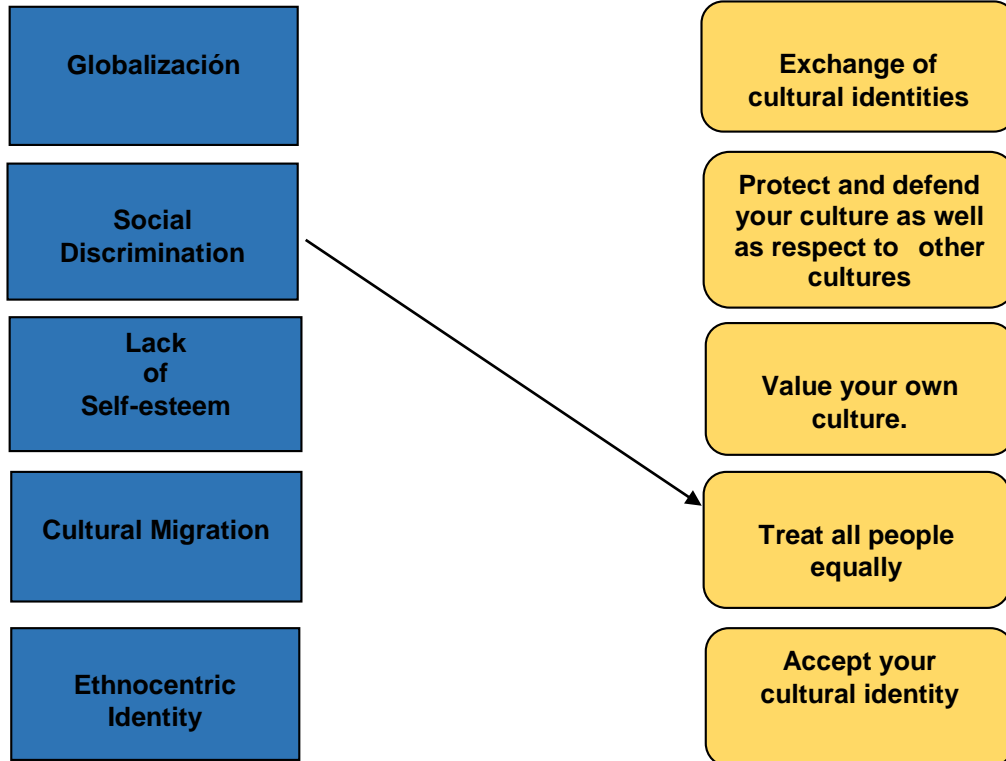 Globalización
Social
Discrimination
Lack
of
Self-esteem
Cultural Migration
Ethnocentric
Identity
Exchange of
cultural identities
Protect and defend
your culture as well
as respect to other
cultures
Value your own
culture.
Treat all people
equally
Accept your
cultural identity